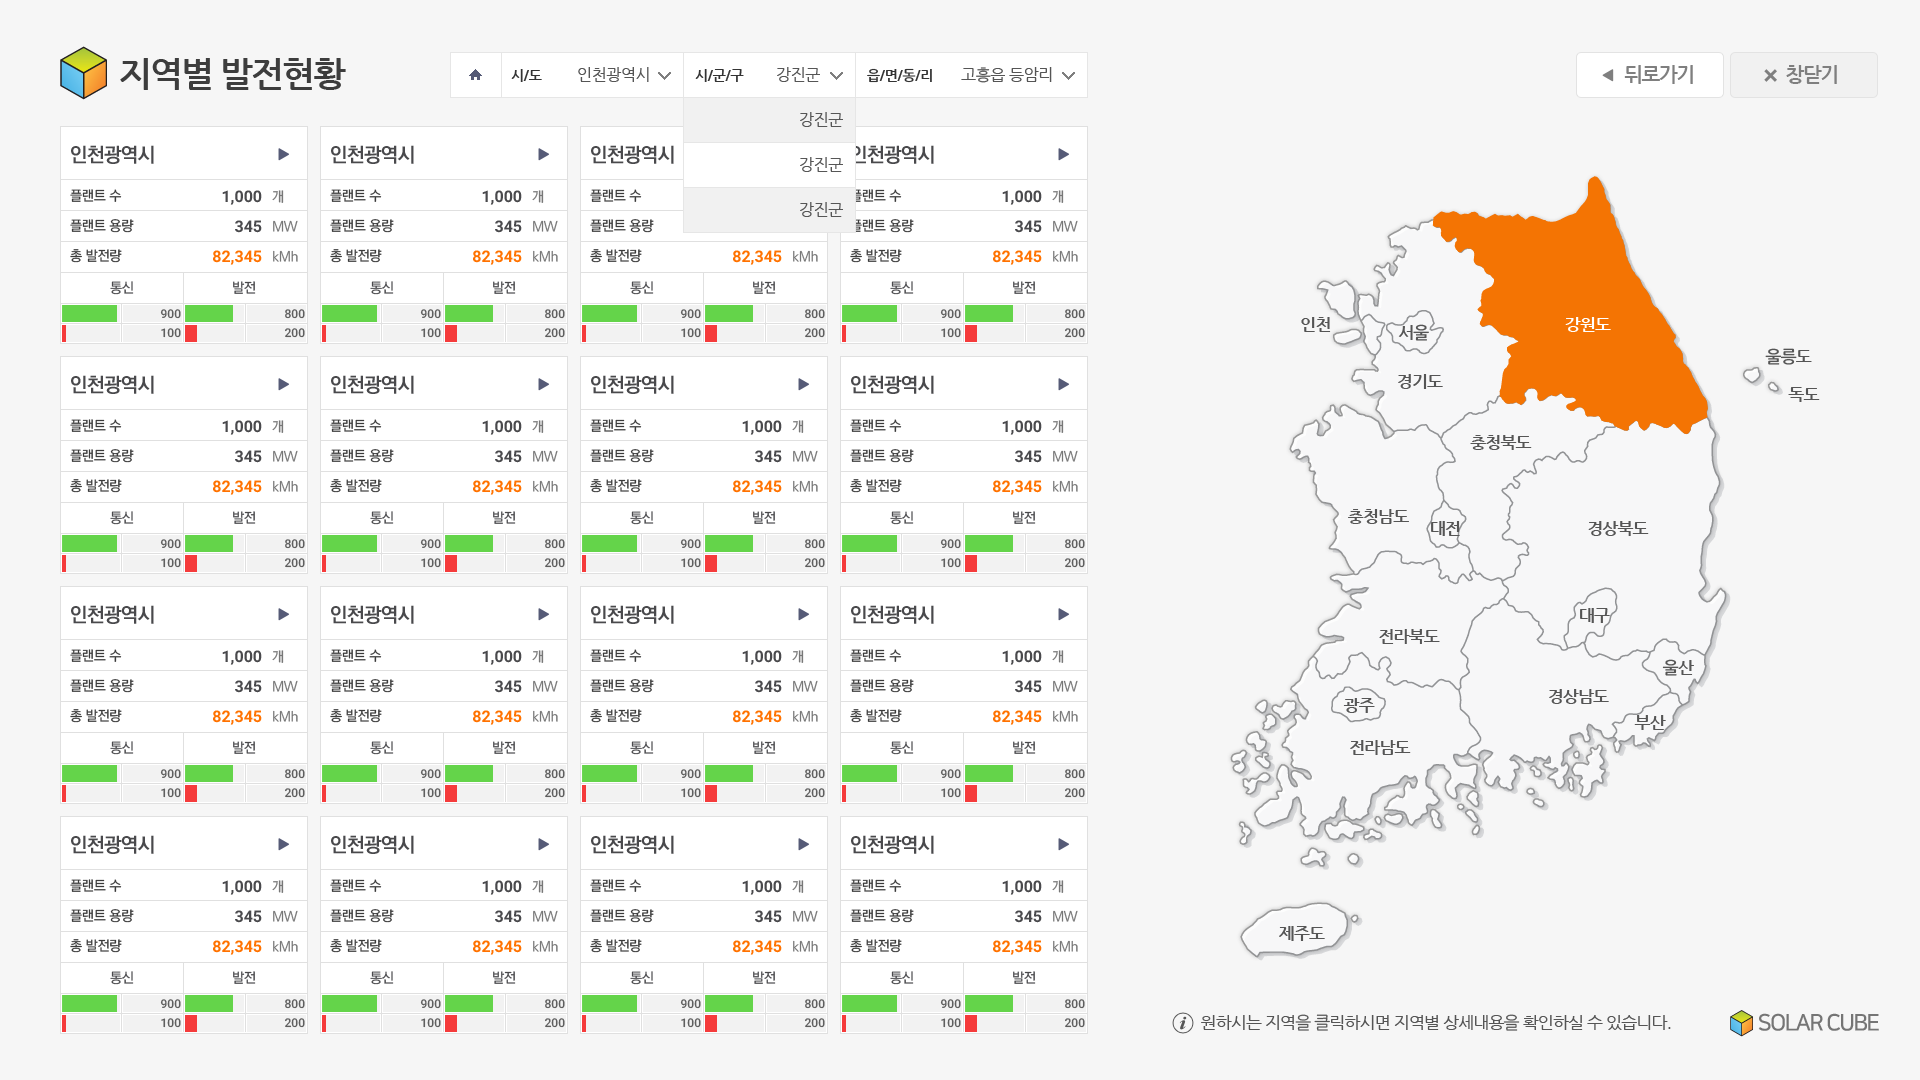 지역별 발전현황
시/도 인천광역시 시/군/구 강진군 읍/면/동/리 고흥읍 등암리
뒤로가기
창닫기
강진군
강진군
강진군
인천광역시
플랜트 수 1,000 개
플랜트 용량 345 MW
총 발전량 82,345 kMh
통신 발전
900 800
100 200
인천광역시
플랜트 수 1,000 개
플랜트 용량 345 MW
총 발전량 82,345 kMh
통신 발전
900 800
100 200
인천광역시
플랜트 수
플랜트 용량
총 발전량 82,345 kMh
통신 발전
900 800
100 200
인천광역시
플랜트 수 1,000 개
플랜트 용량 345 MW
총 발전량 82,345 kMh
통신 발전
900 800
100 200
인천광역시
플랜트 수 1,000 개
플랜트 용량 345 MW
총 발전량 82,345 kMh
통신 발전
900 800
100 200
인천광역시
플랜트 수 1,000 개
플랜트 용량 345 MW
총 발전량 82,345 kMh
통신 발전
900 800
100 200
인천광역시
플랜트 수 1,000 개
플랜트 용량 345 MW
총 발전량 82,345 kMh
통신 발전
900 800
100 200
인천광역시
플랜트 수 1,000 개
플랜트 용량 345 MW
총 발전량 82,345 kMh
통신 발전
900 800
100 200
인천광역시
플랜트 수 1,000 개
플랜트 용량 345 MW
총 발전량 82,345 kMh
통신 발전
900 800
100 200
인천광역시
플랜트 수 1,000 개
플랜트 용량 345 MW
총 발전량 82,345 kMh
통신 발전
900 800
100 200
인천광역시
플랜트 수 1,000 개
플랜트 용량 345 MW
총 발전량 82,345 kMh
통신 발전
900 800
100 200
인천광역시
플랜트 수 1,000 개
플랜트 용량 345 MW
총 발전량 82,345 kMh
통신 발전
900 800
100 200
인천광역시
플랜트 수 1,000 개
플랜트 용량 345 MW
총 발전량 82,345 kMh
통신 발전
900 800
100 200
인천광역시
플랜트 수 1,000 개
플랜트 용량 345 MW
총 발전량 82,345 kMh
통신 발전
900 800
100 200
인천광역시
플랜트 수 1,000 개
플랜트 용량 345 MW
총 발전량 82,345 kMh
통신 발전
900 800
100 200
인천광역시
플랜트 수 1,000 개
플랜트 용량 345 MW
총 발전량 82,345 kMh
통신 발전
900 800
100 200
인천
서울
강원도
울릉도
경기도
독도
충청북도
충청남도
대전
경상북도
대구
전라북도
울산
광주
경상남도
부산
전라남도
제주도
원하시는 지역을 클릭하시면 지역별 상세내용을 확인하실 수 있습니다.
SOLAR CUBE